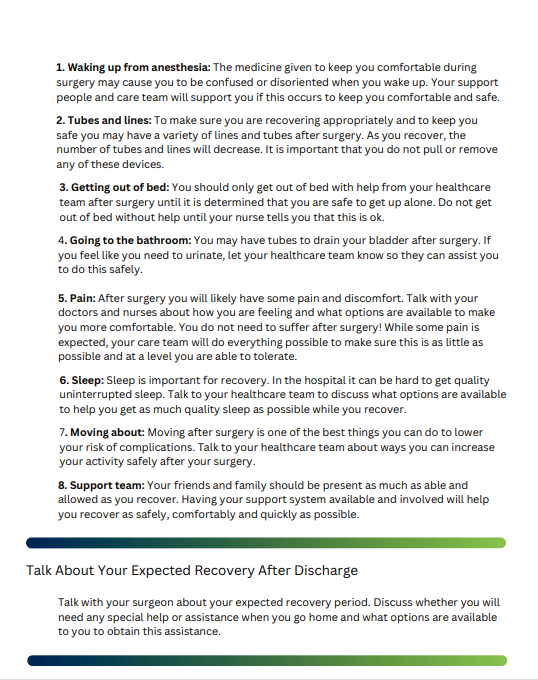 1. Waking up from anesthesia: The medicine given to keep you comfortable during
surgery may cause you to be confused or disoriented when you wake up. Your support
people and care team will support you if this occurs to keep you comfortable and safe.
2. Tubes and lines: To make sure you are recovering appropriately and to keep you
safe you may have a variety of lines and tubes after surgery. As you recover, the
number of tubes and lines will decrease. It is important that you do not pull or remove
any of these devices.
3. Getting out of bed: You should only get out of bed with help from your healthcare
team after surgery until it is determined that you are safe to get up alone. Do not get
out of bed without help until your nurse tells you that this is ok.
4. Going to the bathroom: You may have tubes to drain your bladder after surgery. If
you feel like you need to urinate, let your healthcare team know so they can assist you
to do this safely.
5. Pain: After surgery you will likely have some pain and discomfort. Talk with your
doctors and nurses about how you are feeling and what options are available to make
you more comfortable. You do not need to suffer after surgery! While some pain is
expected, your care team will do everything possible to make sure this is as little as
possible and at a level you are able to tolerate.
6. Sleep: Sleep is important for recovery. In the hospital it can be hard to get quality
uninterrupted sleep. Talk to your healthcare team to discuss what options are available
to help you get as much quality sleep as possible while you recover.
7. Moving about: Moving after surgery is one of the best things you can do to lower
your risk of complications. Talk to your healthcare team about ways you can increase
your activity safely after your surgery.
8. Support team: Your friends and family should be present as much as able and
allowed as you recover. Having your support system available and involved will help
you recover as safely, comfortably and quickly as possible.
Talk About Your Expected Recovery After Discharge
Talk with your surgeon about your expected recovery period. Discuss whether you will
need any special help or assistance when you go home and what options are available
to you to obtain this assistance.